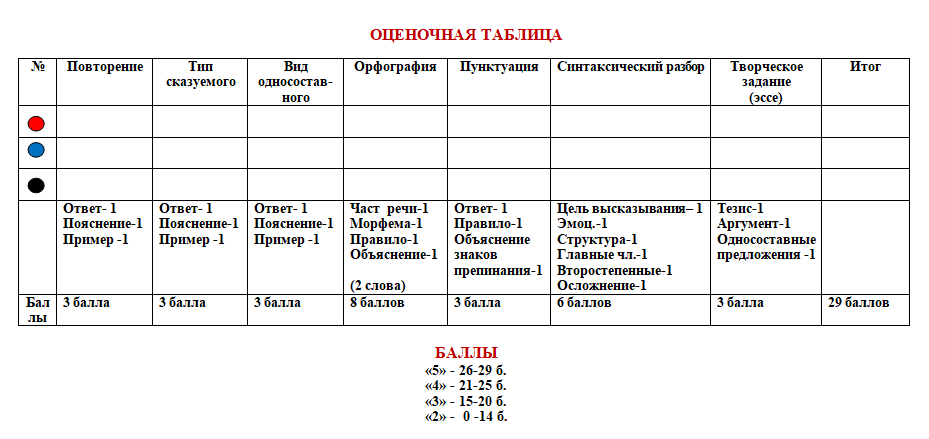 ОЦЕНОЧНАЯ ТАБЛИЦА
№ Повторение Тип сказуемого Вид односостав-ного Орфография Пунктуация Синтаксический разбор Творческое задание (эссе) Итог
Ответ- 1
Пояснение-1
Пример -1
Ответ- 1
Пояснение-1
Пример -1
Ответ- 1
Пояснение-1
Пример -1
Част речи-1
Морфема-1
Правило-1
Объяснение-1
(2 слова)
Ответ- 1
Правило-1
Объяснение
знаков
препинания-1
Цель высказывания– 1
Эмоц.-1
Структура-1
Главные чл.-1
Второстепенные-1
Осложнение-1
Тезис-1
Аргумент-1
Односоставные
предложения -1
Бал
лы
3 балла 3 балла 3 балла 8 баллов 3 балла 6 баллов 3 балла 29 баллов
БАЛЛЫ
«5» - 26-29 б.
«4» - 21-25 б.
«3» - 15-20 б.
«2» - 0 -14 б.